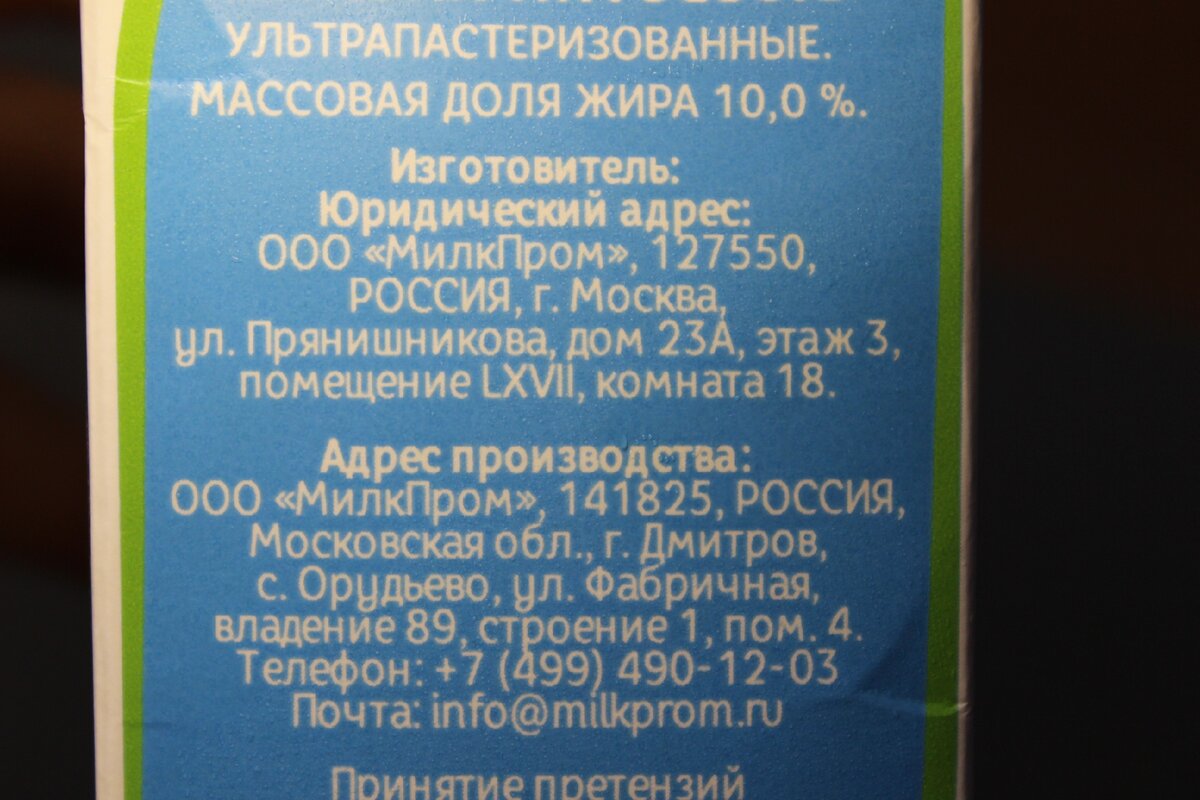 УЛЬТРАПАСТЕРИЗОВАННЫЕ.
МАССОВАЯ ДОЛЯ ЖИРА 10,0 %.
Изготовитель:
Юридический адрес:
ООО «МилкПром», 127550,
РОССИЯ, г. Москва,
ул. Прянишникова, дом 23А, этаж 3,
помещение LXVII, комната 18.
Адрес производства:
ООО «МилкПром», 141825, РОССИЯ,
Московская обл., г. Дмитров,
с. Орудьево, ул. Фабричная,
владение 89, строение 1, пом. 4.
Телефон: +7 (499) 490-12-03
Почта: info@milkprom.ru
Принятие претензий